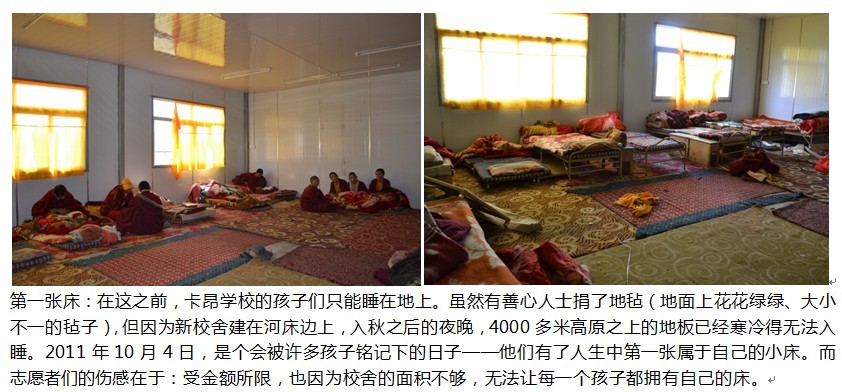 第一张床：在这之前，卡昂学校的孩子们只能睡在地上。虽然有善心人士捐了地毡（地面上花花绿绿、大小
不一的毡子），但因为新校舍建在河床边上，入秋之后的夜晚，4000 多米高原之上的地板已经寒冷得无法入
睡。2011 年 10 月 4 日，是个会被许多孩子铭记下的日子——他们有了人生中第一张属于自己的小床。而
志愿者们的伤感在于：受金额所限，也因为校舍的面积不够，无法让每一个孩子都拥有自己的床。